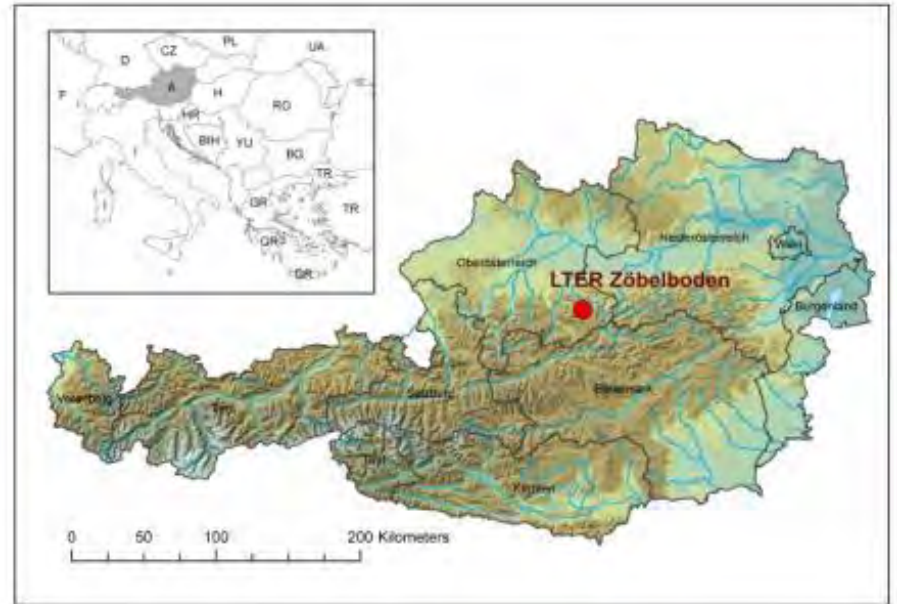 PL
CZ
UA
D
A
F
H
RO
HR
BIH
YU
BG
TR
GR
TR
GR
GR
Niederösterreich
Wien
Oberösterreich
LTER Zöbelboden
Burgenland
Vorarlberg
Salzburg
Steiermark
Tirol
Tirol
Kärnten
0 50 100 200 Kilometers